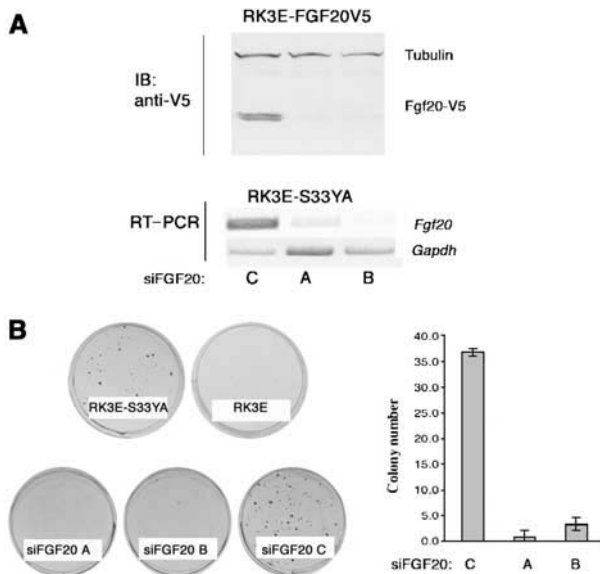 A
RK3E-FGF20V5
IB:
anti-V5
Tubulin
Fgf20-V5
RK3E-S33YA
RT-PCR
Fgf20
Gapdh
siFGF20: C A B
B
RK3E-S33YA
RK3E
siFGF20 A
siFGF20 B
siFGF20 C
Colony number
40.0
35.0
30.0
25.0
20.0
15.0
10.0
5.0
0.0
siFGF20: C A B